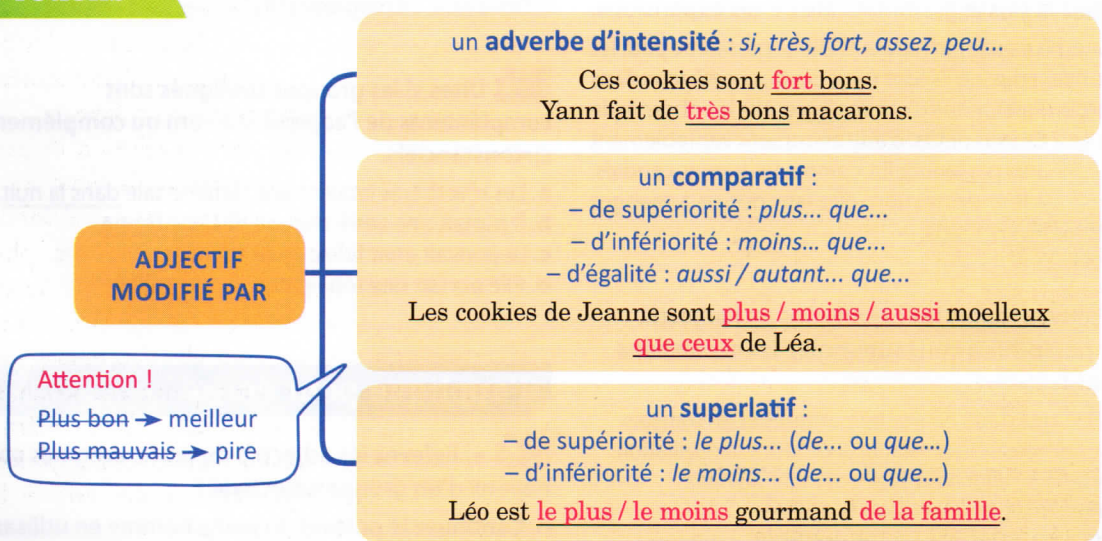 un adverbe d'intensité : si, très, fort, assez, peu...
Ces cookies sont fort bons.
Yann fait de très bons macarons.
un comparatif :
– de supériorité : plus... que...
– d'infériorité : moins... que...
– d'égalité : aussi / autant... que...
Les cookies de Jeanne sont plus / moins / aussi moelleux
que ceux de Léa.
ADJECTIF
MODIFIÉ PAR
Attention !
Plus bon → meilleur
Plus mauvais → pire
un superlatif :
– de supériorité : le plus... (de... ou que...)
– d'infériorité : le moins... (de... ou que...)
Léo est le plus / le moins gourmand de la famille.